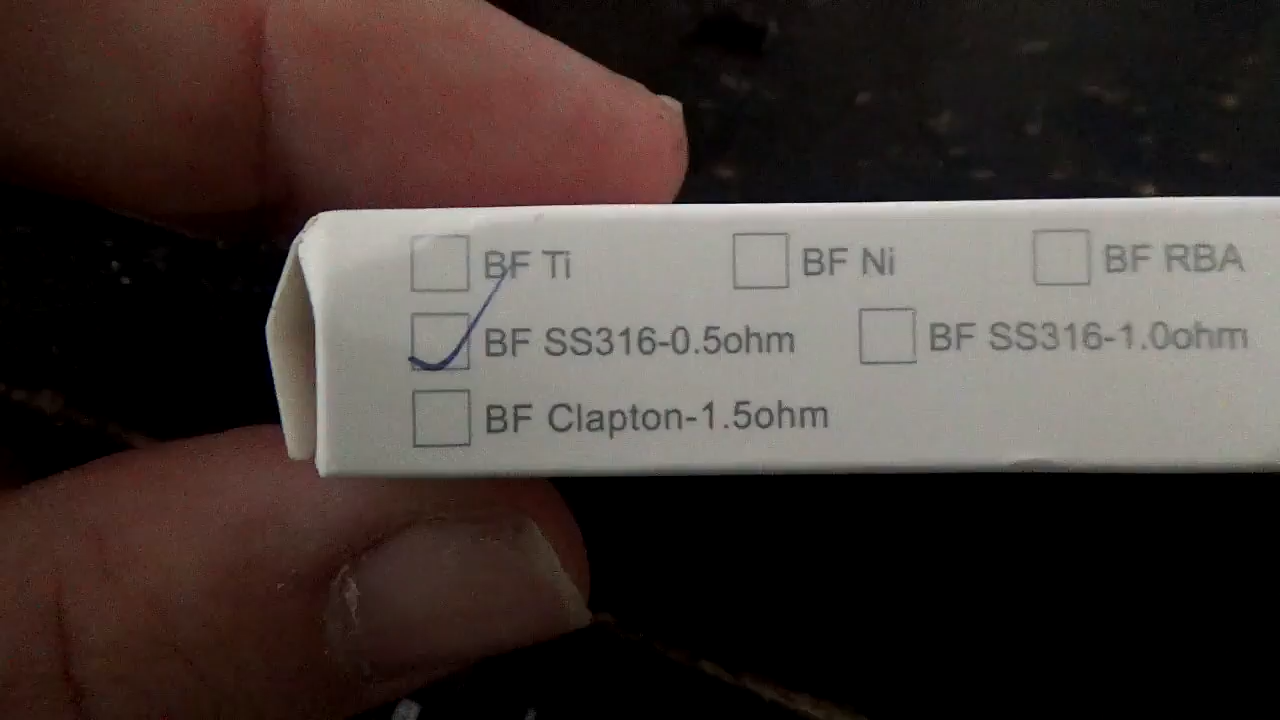 BF Ti BF Ni BF RBA
BF SS316-0.5ohm BF SS316-1.0ohm
BF Clapton-1.5ohm